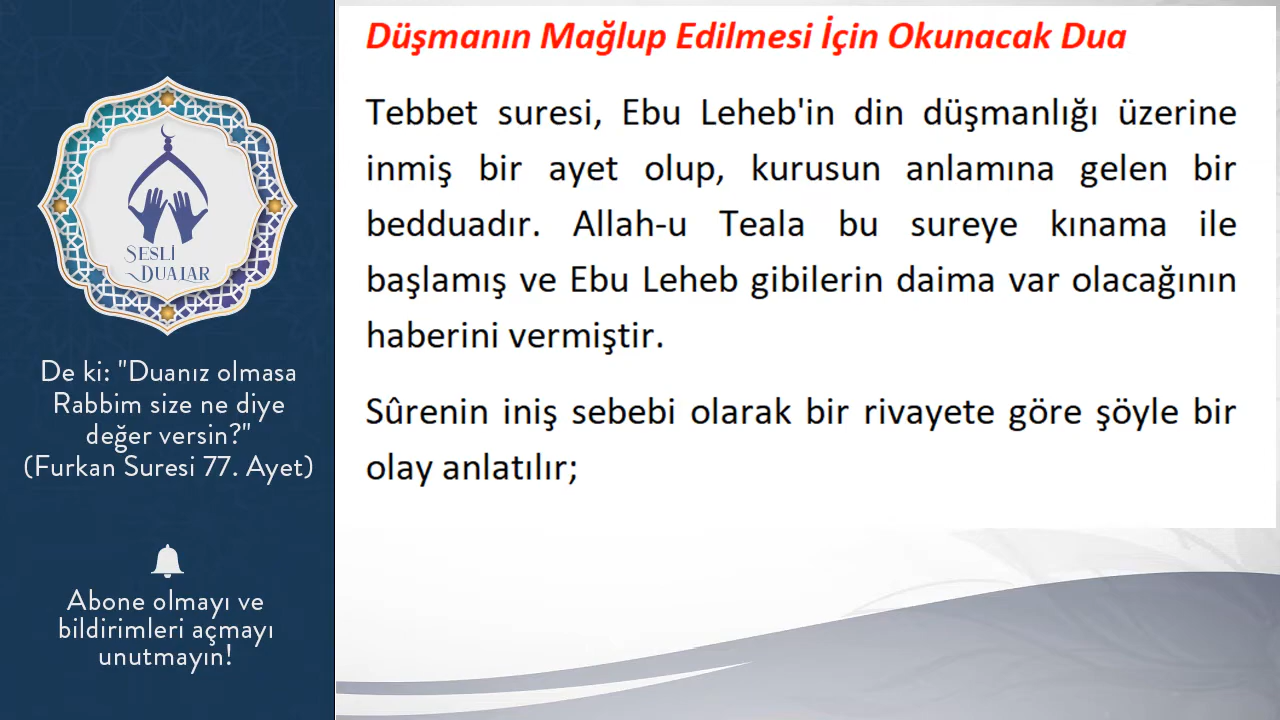 SESLİ
DUALAR
De ki: "Duanız olmasa
Rabbim size ne diye
değer versin?"
(Furkan Suresi 77. Ayet)
Abone olmayı ve
bildirimleri açmayı
unutmayın!
Düşmanın Mağlup Edilmesi İçin Okunacak Dua
Tebbet suresi, Ebu Leheb'in din düşmanlığı üzerine
inmiş bir ayet olup, kurusun anlamına gelen bir
bedduadır. Allah-u Teala bu sureye kınama ile
başlamış ve Ebu Leheb gibilerin daima var olacağının
haberini vermiştir.
Sûrenin iniş sebebi olarak bir rivayete göre şöyle bir
olay anlatılır;